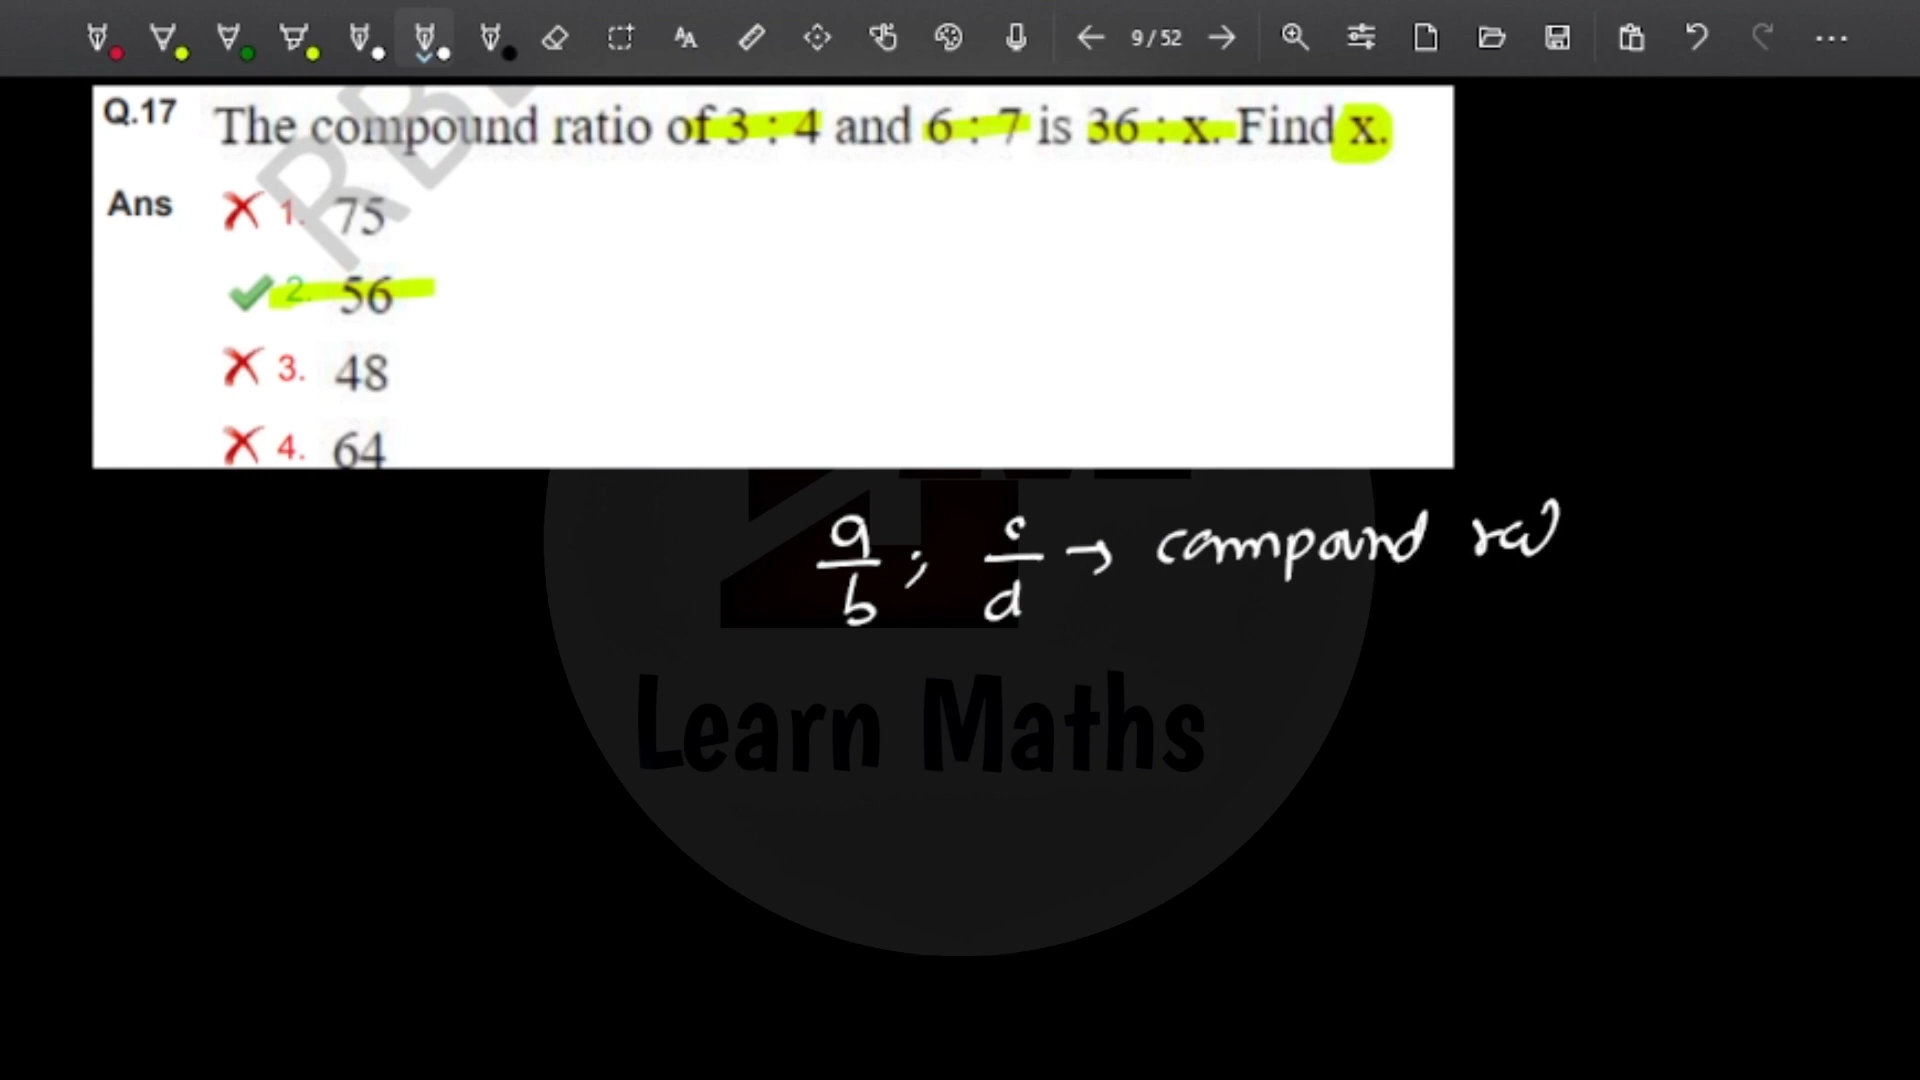 9/52
Q.17 The compound ratio of 3 : 4 and 6 : 7 is 36 : x. Find x.
Ans 1. 75
2. 56
3. 48
4. 64
a/b ; c/d → compound
Learn Maths